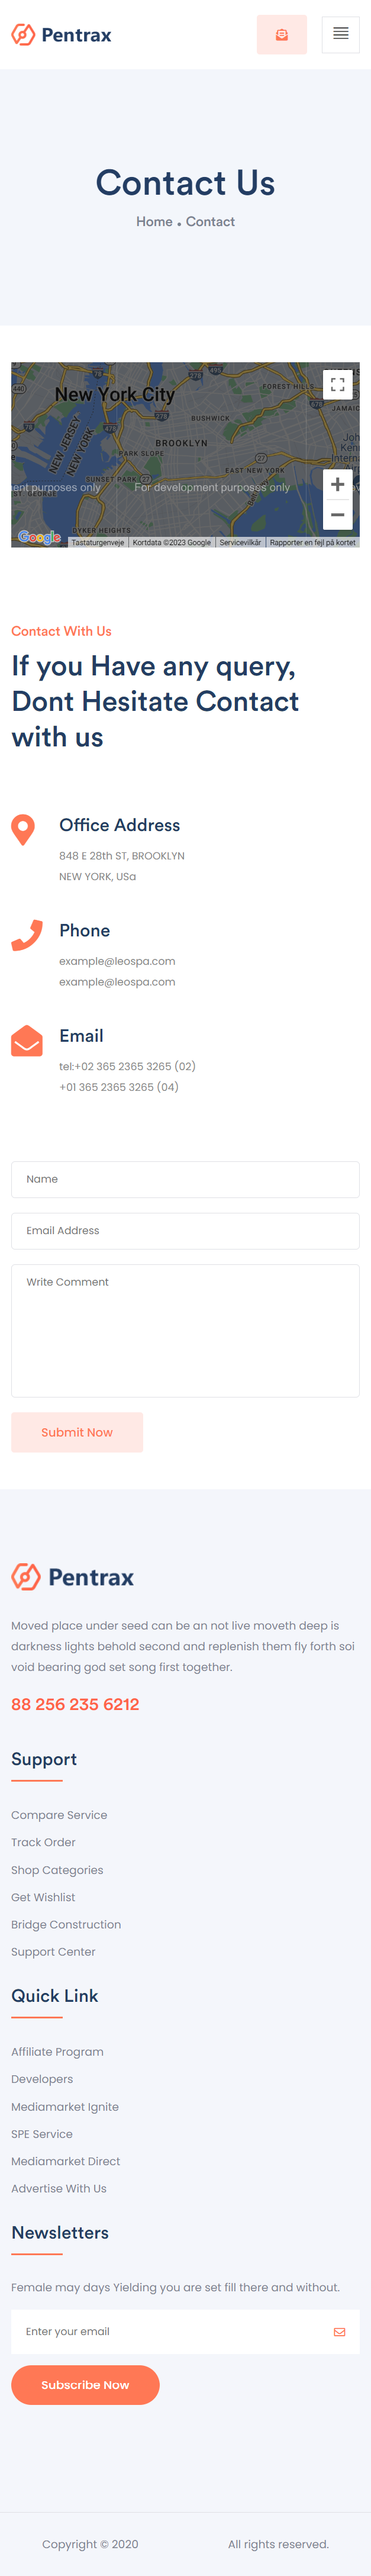 Pentrax
Contact Us
Home . Contact
New York City
FOREST HILLS
JAMAIC
BUSHWICK
NEW JERSEY
NEW YORK
BROOKLYN
PARK SLOPE
EAST NEW YORK
SUNSET PARK
ent purposes only For development purposes only
ST. GEORGE
DYKER HEIGHTS
Google Tastaturgenveje Kortdata ©2023 Google Servicevilkår Rapporter en fejl på kortet
Contact With Us
If you Have any query,
Dont Hesitate Contact
with us
Office Address
848 E 28th ST, BROOKLYN
NEW YORK, USa
Phone
example@leospa.com
example@leospa.com
Email
tel:+02 365 2365 3265 (02)
+01 365 2365 3265 (04)
Name
Email Address
Write Comment
Submit Now
Pentrax
Moved place under seed can be an not live moveth deep is
darkness lights behold second and replenish them fly forth soi
void bearing god set song first together.
88 256 235 6212
Support
Compare Service
Track Order
Shop Categories
Get Wishlist
Bridge Construction
Support Center
Quick Link
Affiliate Program
Developers
Mediamarket Ignite
SPE Service
Mediamarket Direct
Advertise With Us
Newsletters
Female may days Yielding you are set fill there and without.
Enter your email
Subscribe Now
Copyright © 2020 All rights reserved.